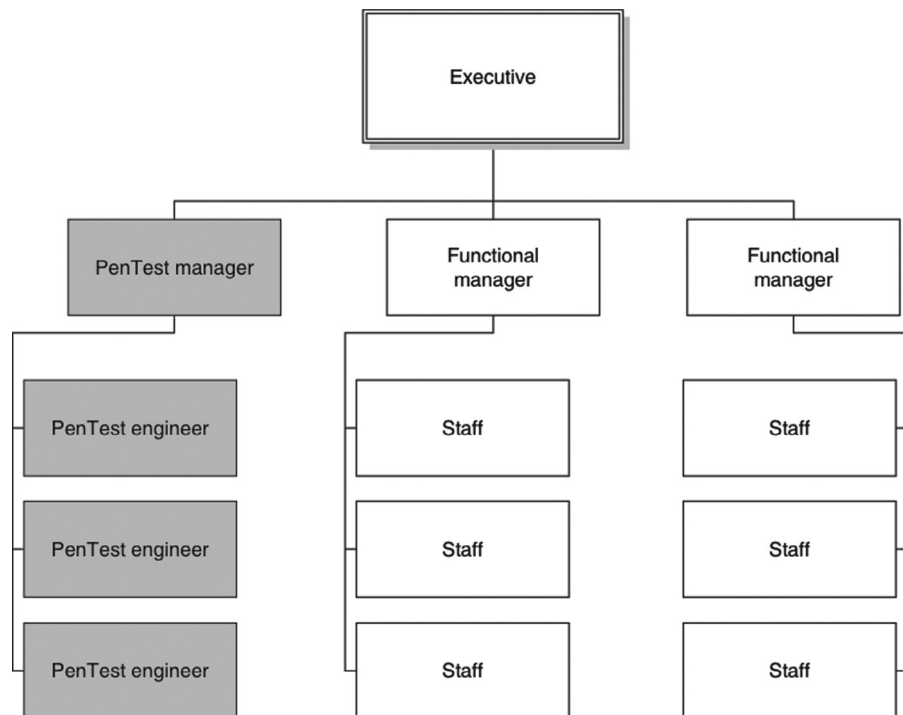 Executive
PenTest manager
Functional
manager
Functional
manager
PenTest engineer
Staff
Staff
PenTest engineer
Staff
Staff
PenTest engineer
Staff
Staff